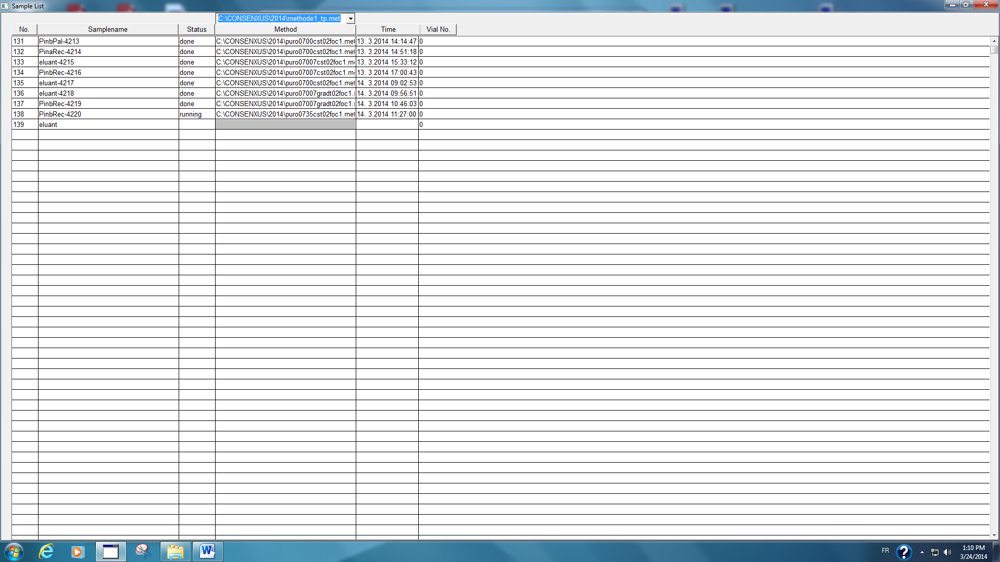 Sample List
C:\CONSENXUS\2014\methode1_tp.met
No. Samplename Status Method Time Vial No.
131 PinbPal-4213 done C:\CONSENXUS\2014\puro0700cst02foc1.met 13. 3.2014 14:14:47 0
132 PinaRec-4214 done C:\CONSENXUS\2014\puro0700cst02foc1.met 13. 3.2014 14:51:18 0
133 eluant-4215 done C:\CONSENXUS\2014\puro07007cst02foc1.me 13. 3.2014 15:33:12 0
134 PinbRec-4216 done C:\CONSENXUS\2014\puro07007cst02foc1.me 13. 3.2014 17:00:43 0
135 eluant-4217 done C:\CONSENXUS\2014\puro0700cst02foc1.met 14. 3.2014 09:02:53 0
136 eluant-4218 done C:\CONSENXUS\2014\puro07007gradt02foc1. 14. 3.2014 09:56:51 0
137 PinbRec-4219 done C:\CONSENXUS\2014\puro07007gradt02foc1. 14. 3.2014 10:46:03 0
138 PinbRec-4220 running C:\CONSENXUS\2014\puro0735cst02foc1.met 14. 3.2014 11:27:00 0
139 eluant 0
FR
1:10 PM
3/24/2014